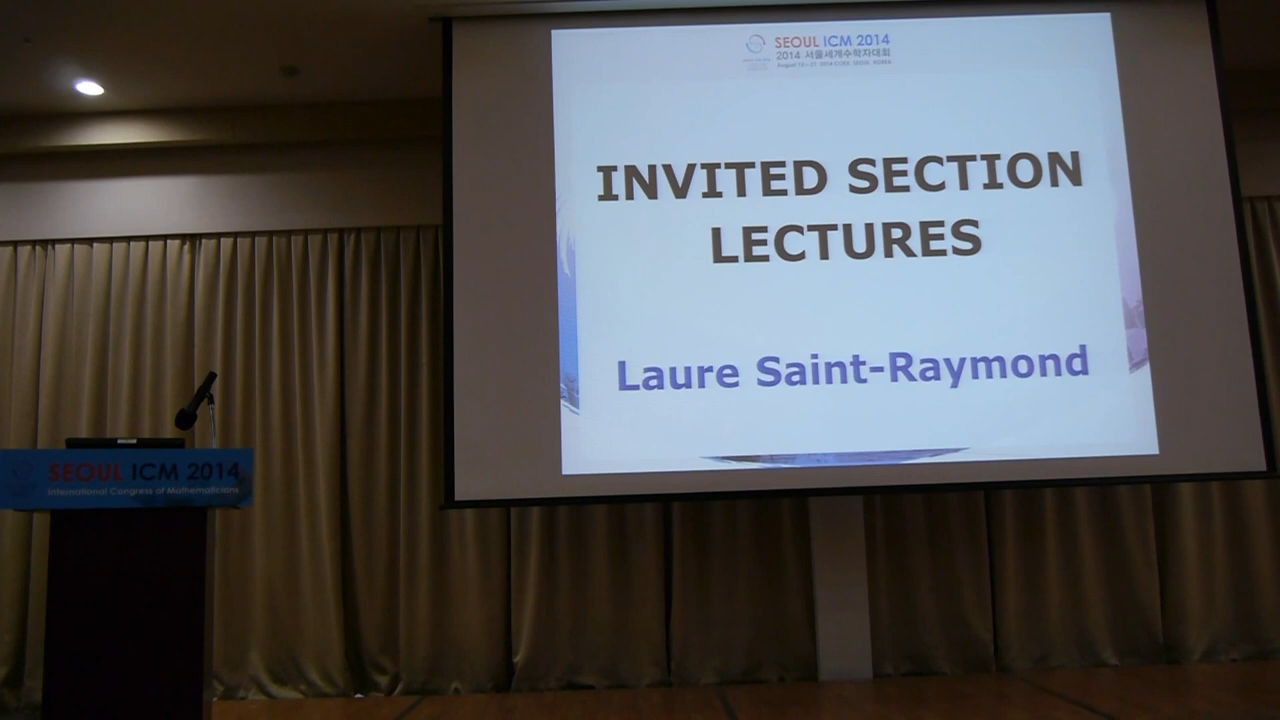 SEOUL ICM 2014
2014 서울세계수학자대회
INVITED SECTION
LECTURES
Laure Saint-Raymond
SEOUL ICM 2014
International Congress of Mathematicians